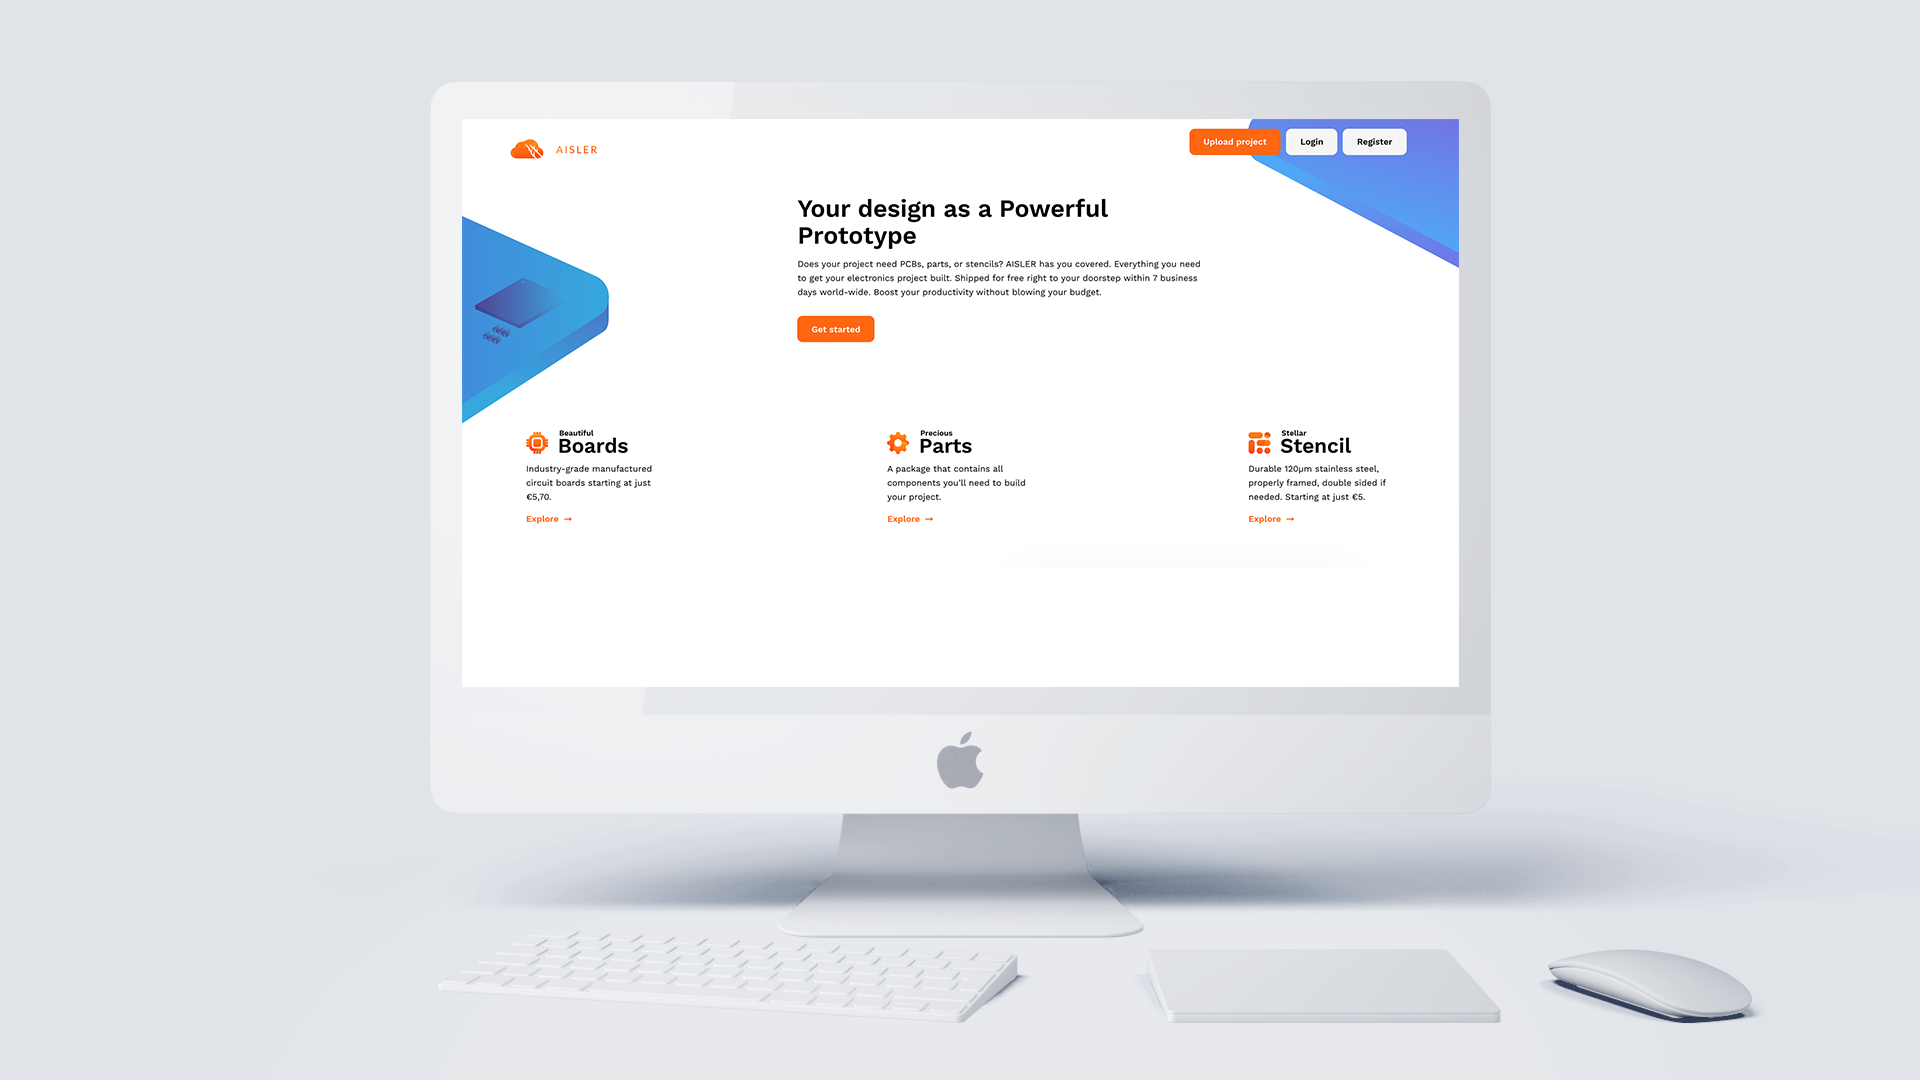 AISLER
Upload project
Login
Register
Your design as a Powerful
Prototype
Does your project need PCBs, parts, or stencils? AISLER has you covered. Everything you need
to get your electronics project built. Shipped for free right to your doorstep within 7 business
days world-wide. Boost your productivity without blowing your budget.
Get started
Beautiful
Boards
Industry-grade manufactured
circuit boards starting at just
€5,70.
Explore →
Precious
Parts
A package that contains all
components you'll need to build
your project.
Explore →
Stellar
Stencil
Durable 120µm stainless steel,
properly framed, double sided if
needed. Starting at just €5.
Explore →